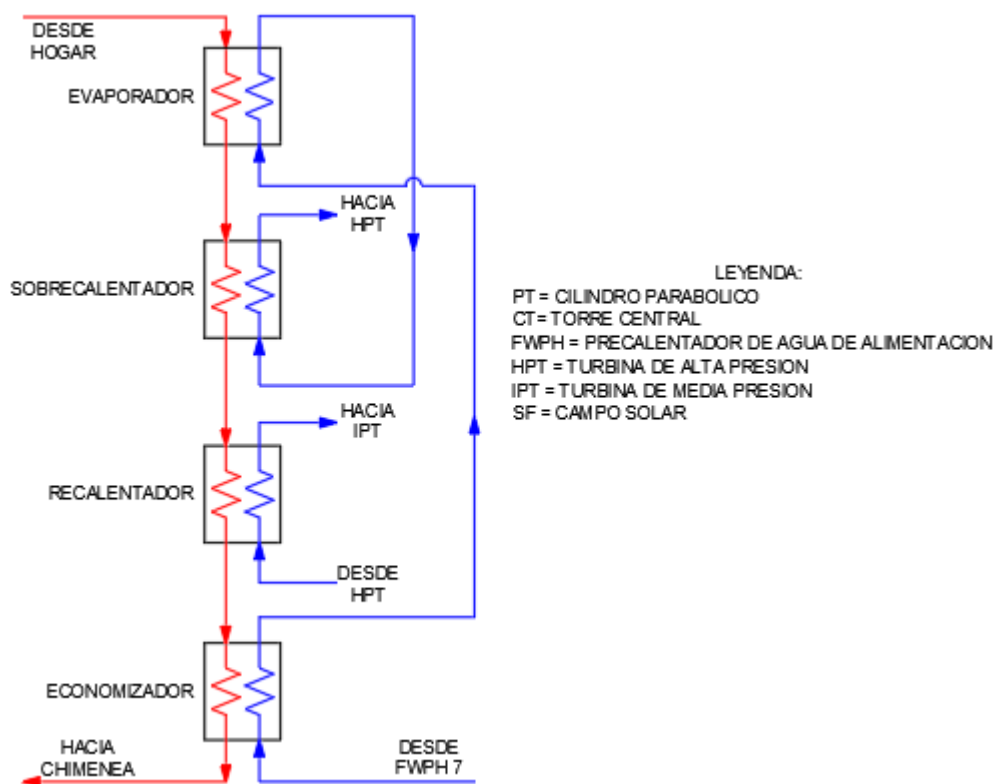 DESDE
HOGAR
EVAPORADOR
HACIA
HPT
SOBRECALENTADOR
HACIA
IPT
RECALENTADOR
DESDE
HPT
ECONOMIZADOR
HACIA
CHIMENEA
DESDE
FWPH 7
LEYENDA:
PT = CILINDRO PARABOLICO
CT= TORRE CENTRAL
FWPH = PRECALENTADOR DE AGUA DE ALIMENTACION
HPT = TURBINA DE ALTA PRESION
IPT = TURBINA DE MEDIA PRESION
SF = CAMPO SOLAR